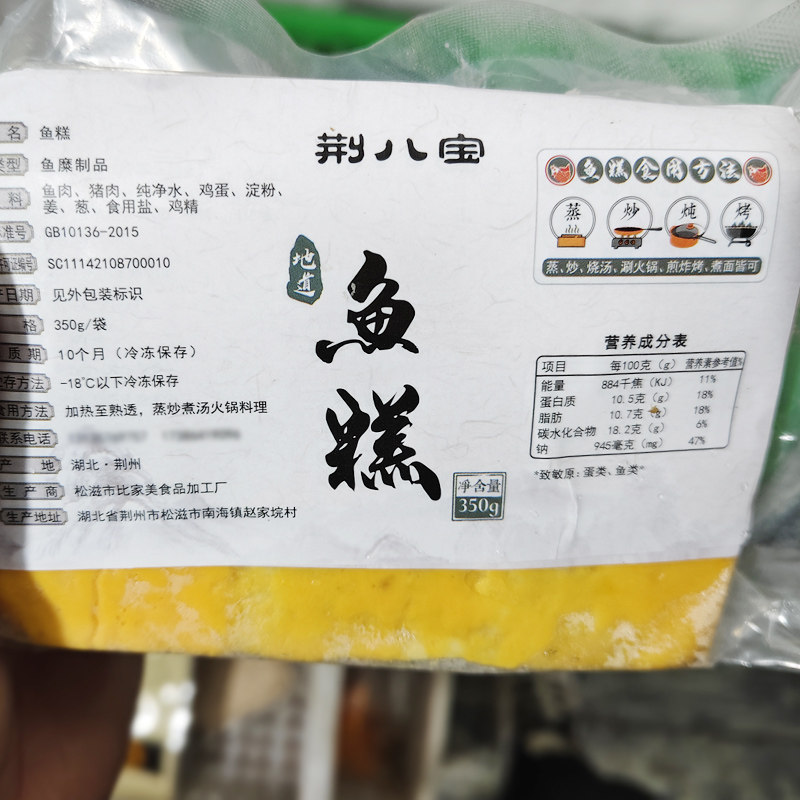 荆八宝
名 鱼糕
类型 鱼糜制品
料 鱼肉、猪肉、纯净水、鸡蛋、淀粉、
姜、葱、食用盐、鸡精
准号 GB10136-2015
证编号 SC11142108700010
产日期 见外包装标识
格 350g/袋
质期 10个月（冷冻保存）
贮存方法 -18℃以下冷冻保存
食用方法 加热至熟透，蒸炒煮汤火锅料理
联系电话
产 地 湖北·荆州
生产商 松滋市比家美食品加工厂
生产地址 湖北省荆州市松滋市南海镇赵家垸村
地道
鱼糕
净含量
350g
鱼糕食用方法
蒸 炒 炖 烤
蒸、炒、烧汤、涮火锅、煎炸烤、煮面皆可
营养成分表
项目 每100克（g） 营养素参考值%
能量 884千焦（KJ） 11%
蛋白质 10.5克（g） 18%
脂肪 10.7克 18%
碳水化合物 18.2克（g） 6%
钠 945毫克（mg） 47%
*致敏原：蛋类、鱼类*